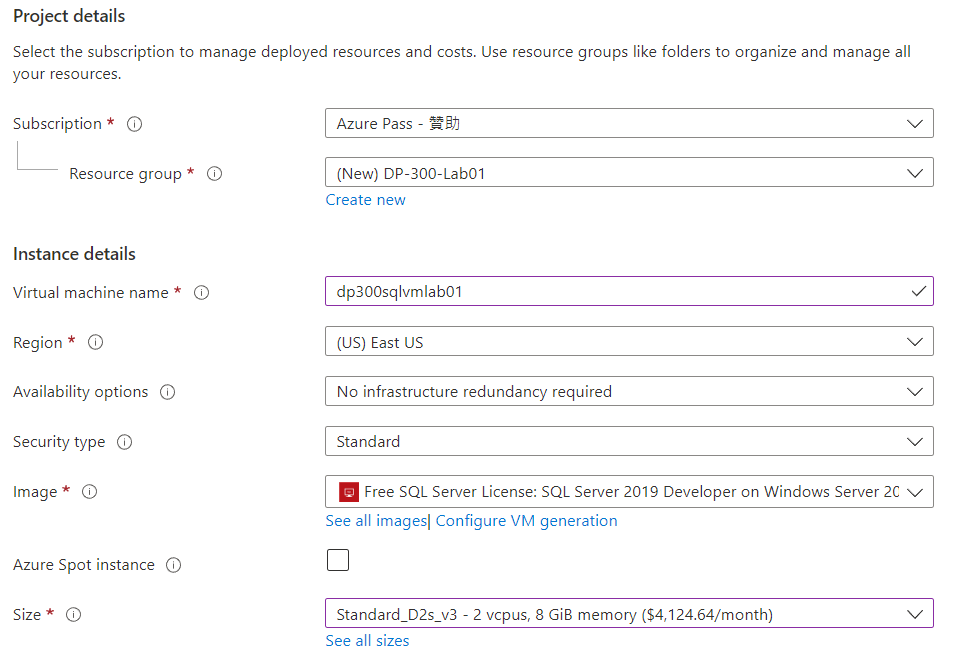 Project details
Select the subscription to manage deployed resources and costs. Use resource groups like folders to organize and manage all
your resources.
Subscription *
Azure Pass - 贊助
Resource group *
(New) DP-300-Lab01
Create new
Instance details
Virtual machine name *
dp300sqlvmlab01
Region *
(US) East US
Availability options
No infrastructure redundancy required
Security type
Standard
Image *
Free SQL Server License: SQL Server 2019 Developer on Windows Server 20
See all images| Configure VM generation
Azure Spot instance
Size *
Standard_D2s_v3 - 2 vcpus, 8 GiB memory ($4,124.64/month)
See all sizes